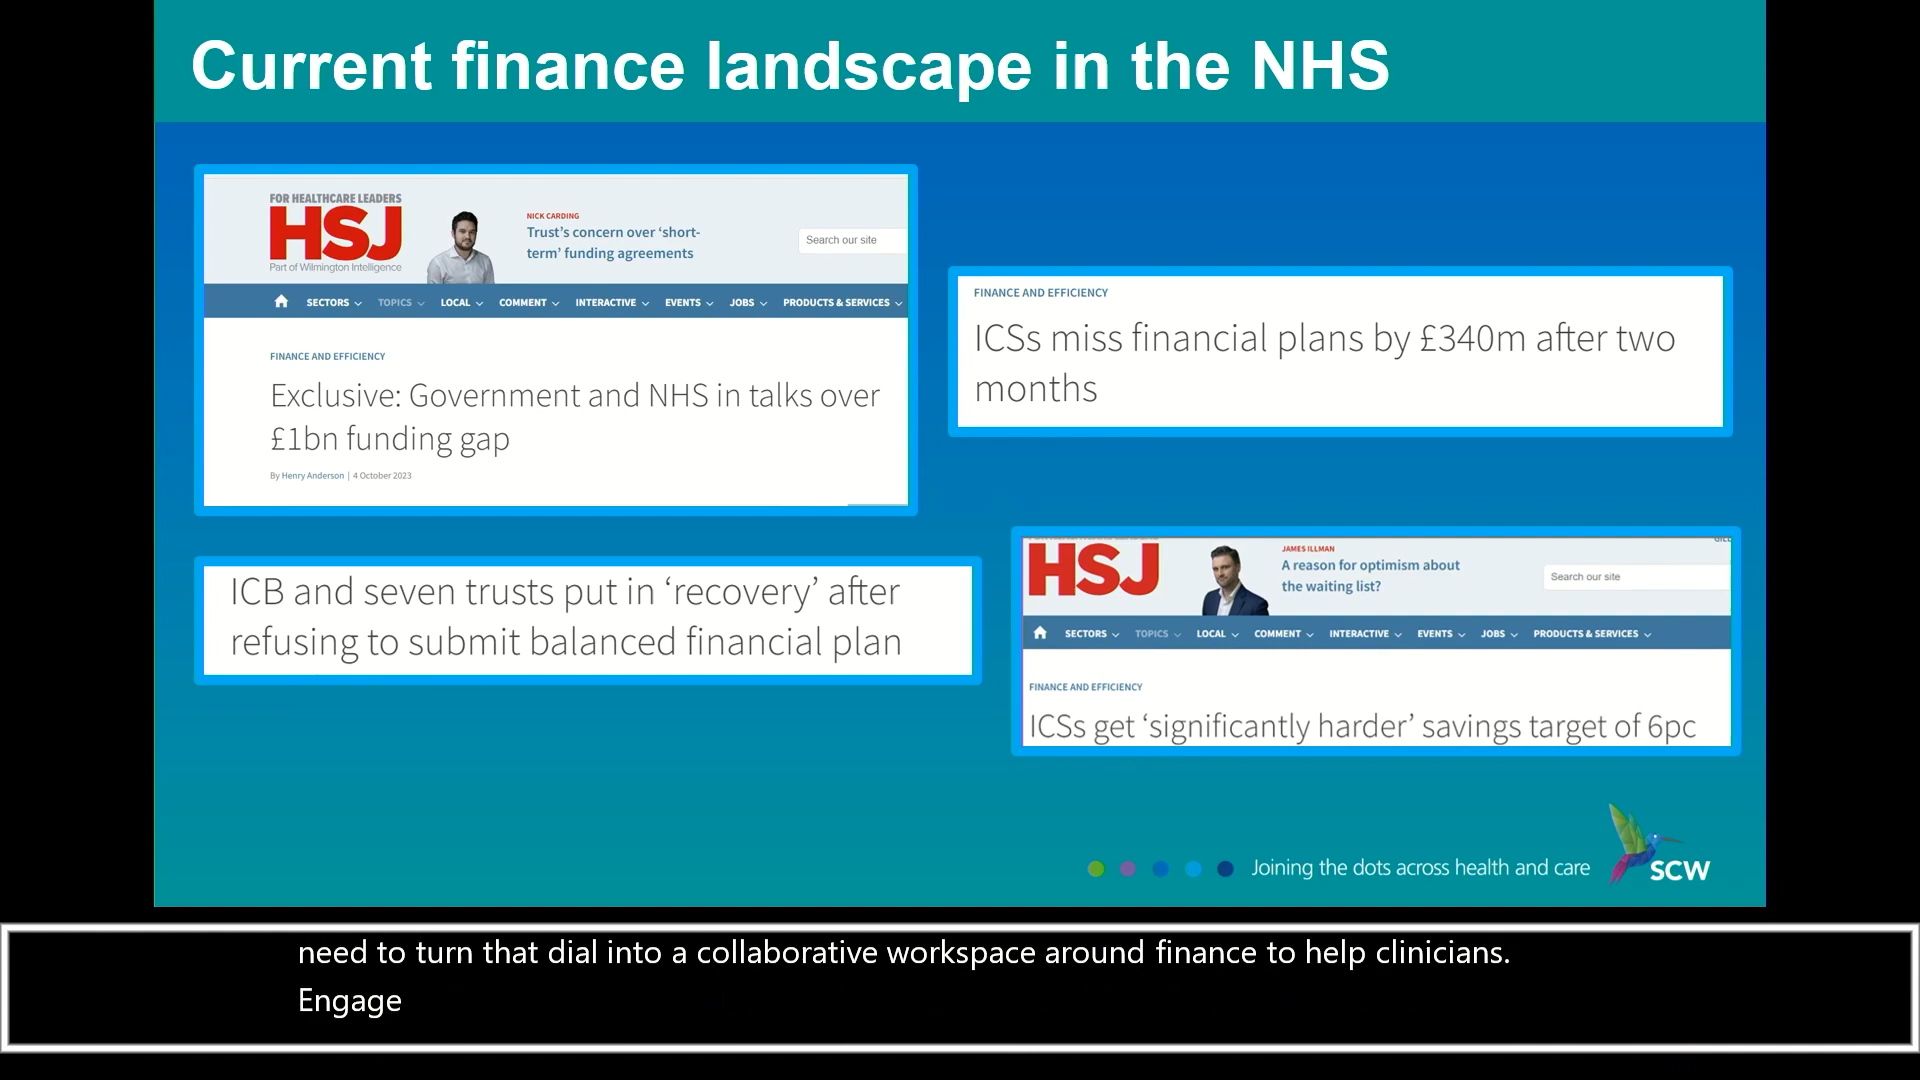 Current finance landscape in the NHS
FOR HEALTHCARE LEADERS
HSJ
Part of Wilmington Intelligence
NICK CARDING
Trust's concern over ‘short-
term’ funding agreements
Search our site
SECTORS TOPICS LOCAL COMMENT INTERACTIVE EVENTS JOBS PRODUCTS & SERVICES
FINANCE AND EFFICIENCY
Exclusive: Government and NHS in talks over
£1bn funding gap
By Henry Anderson | 4 October 2023
FINANCE AND EFFICIENCY
ICSs miss financial plans by £340m after two
months
ICB and seven trusts put in ‘recovery’ after
refusing to submit balanced financial plan
HSJ
JAMES ILLMAN
A reason for optimism about
the waiting list?
Search our site
SECTORS TOPICS LOCAL COMMENT INTERACTIVE EVENTS JOBS PRODUCTS & SERVICES
FINANCE AND EFFICIENCY
ICSs get ‘significantly harder’ savings target of 6pc
Joining the dots across health and care
SCW
need to turn that dial into a collaborative workspace around finance to help clinicians.
Engage